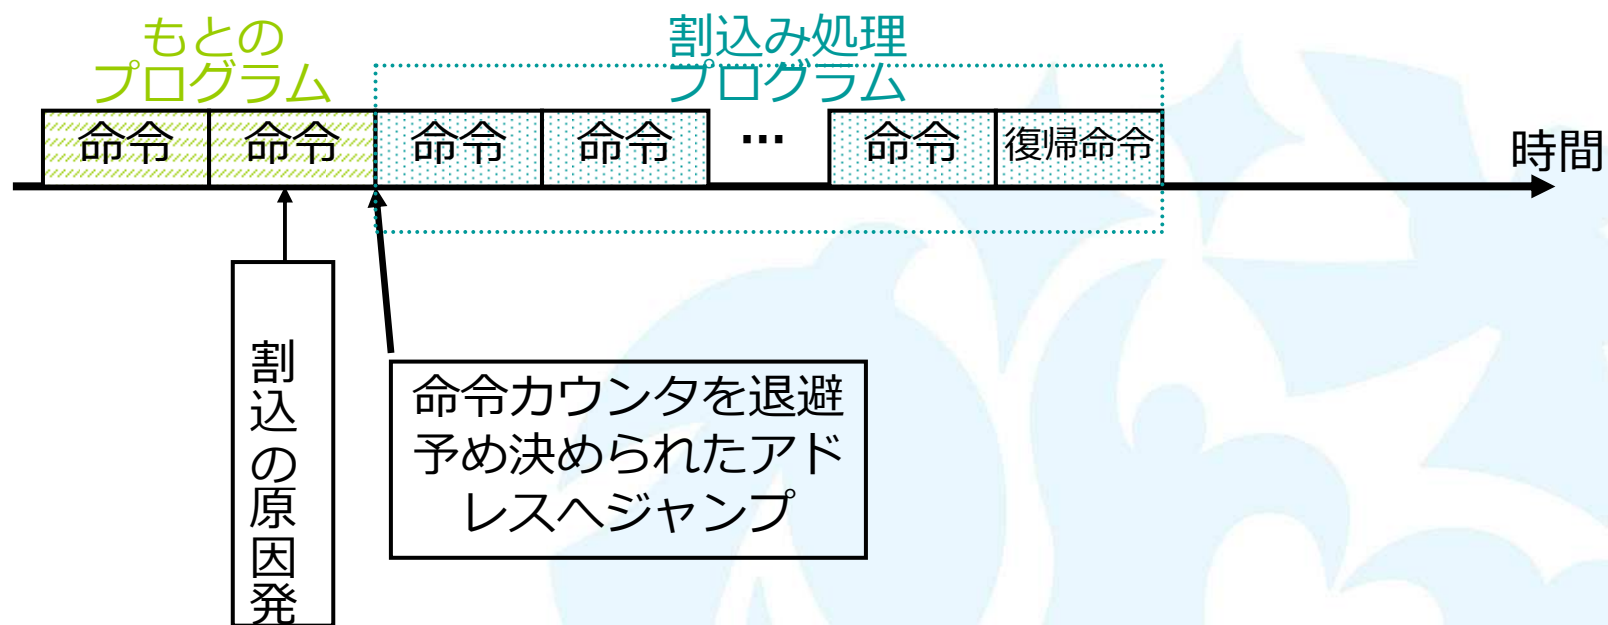 もとの
プログラム
割込み処理
プログラム
命令
命令
命令
命令
…
命令
復帰命令
時間
割込の原因発
命令カウンタを退避
予め決められたアド
レスへジャンプ